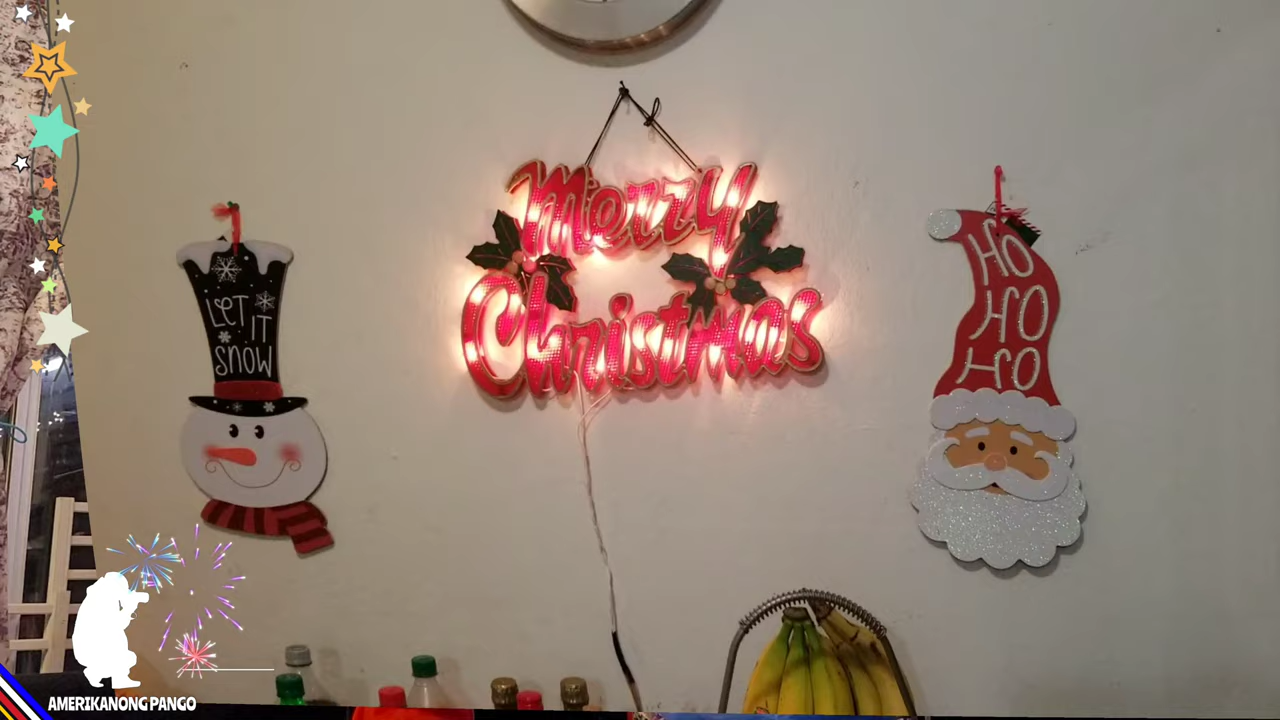 Merry
Christmas
LET IT
SNOW
HO
HO
HO
AMERIKANONG PANGO